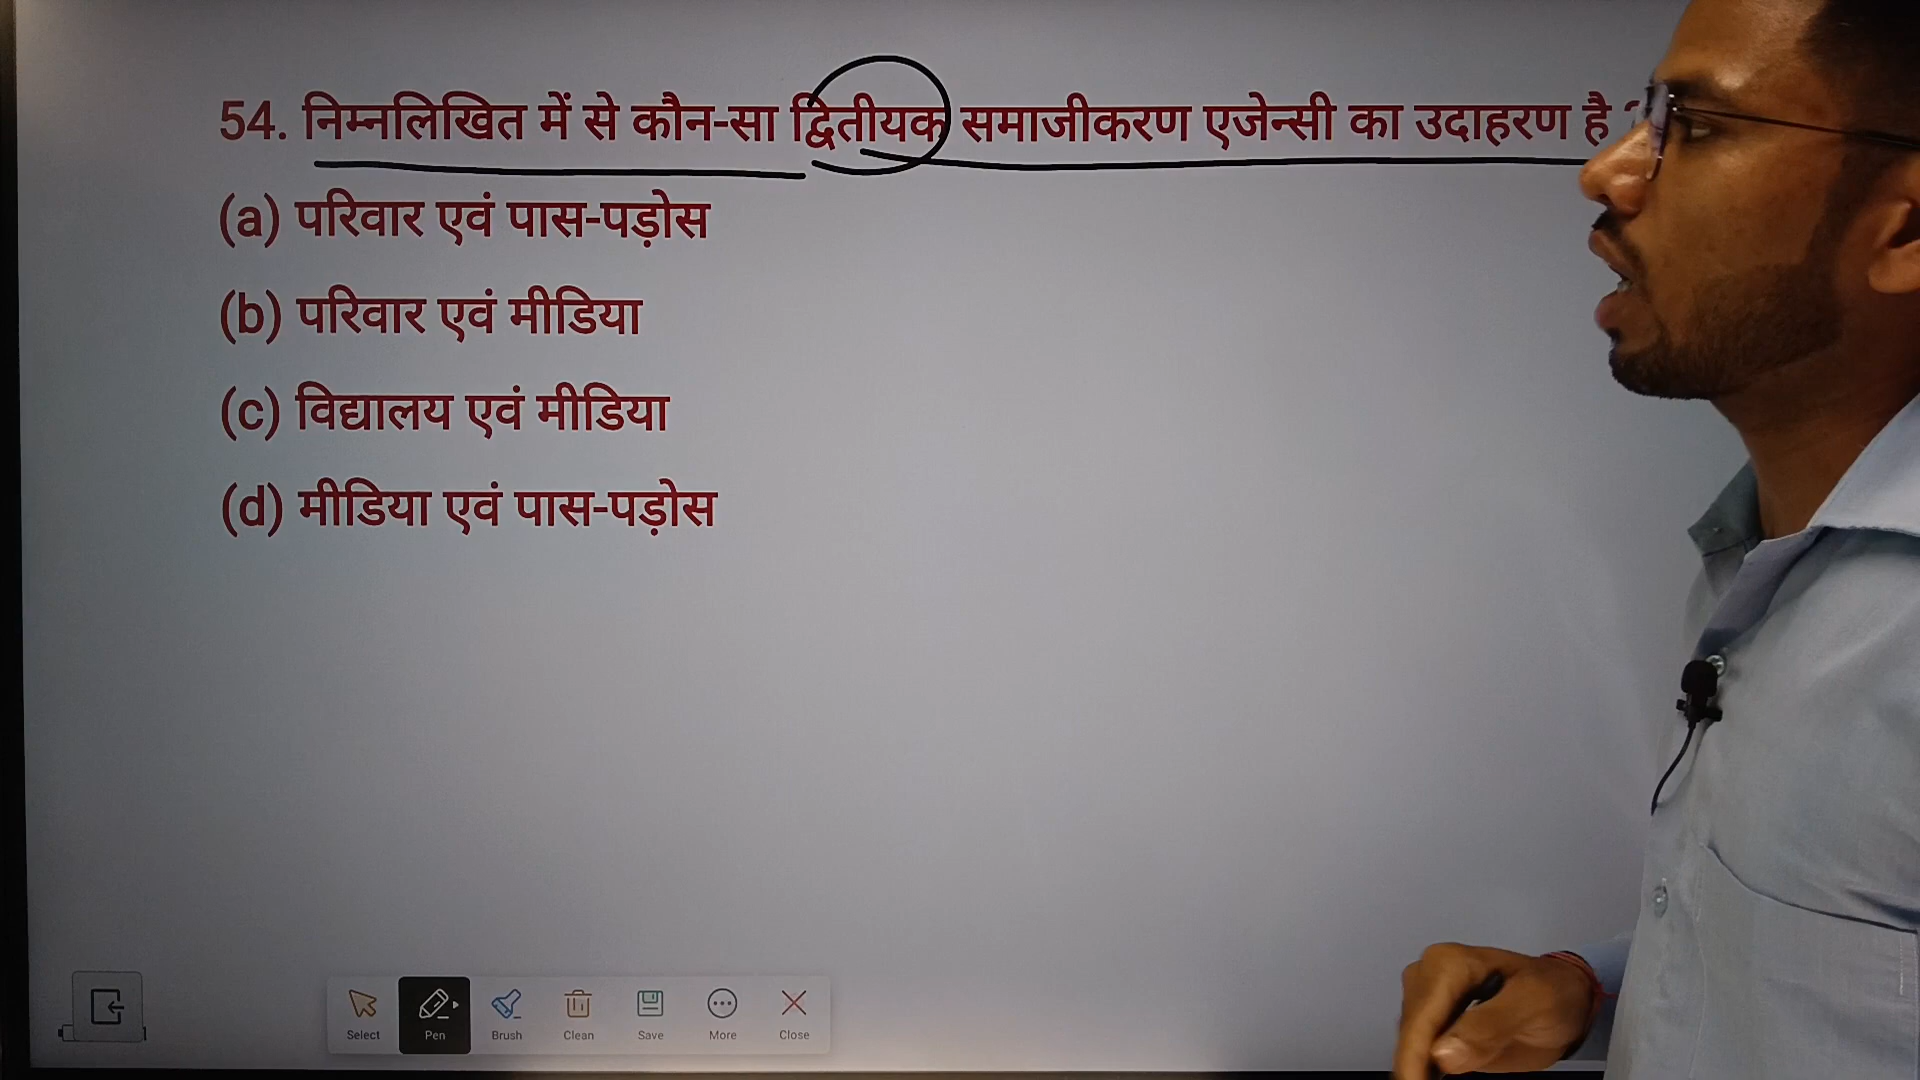 54. निम्नलिखित में से कौन-सा द्वितीयक समाजीकरण एजेन्सी का उदाहरण है
(a) परिवार एवं पास-पड़ोस
(b) परिवार एवं मीडिया
(c) विद्यालय एवं मीडिया
(d) मीडिया एवं पास-पड़ोस
Select Pen Brush Clean Save More Close